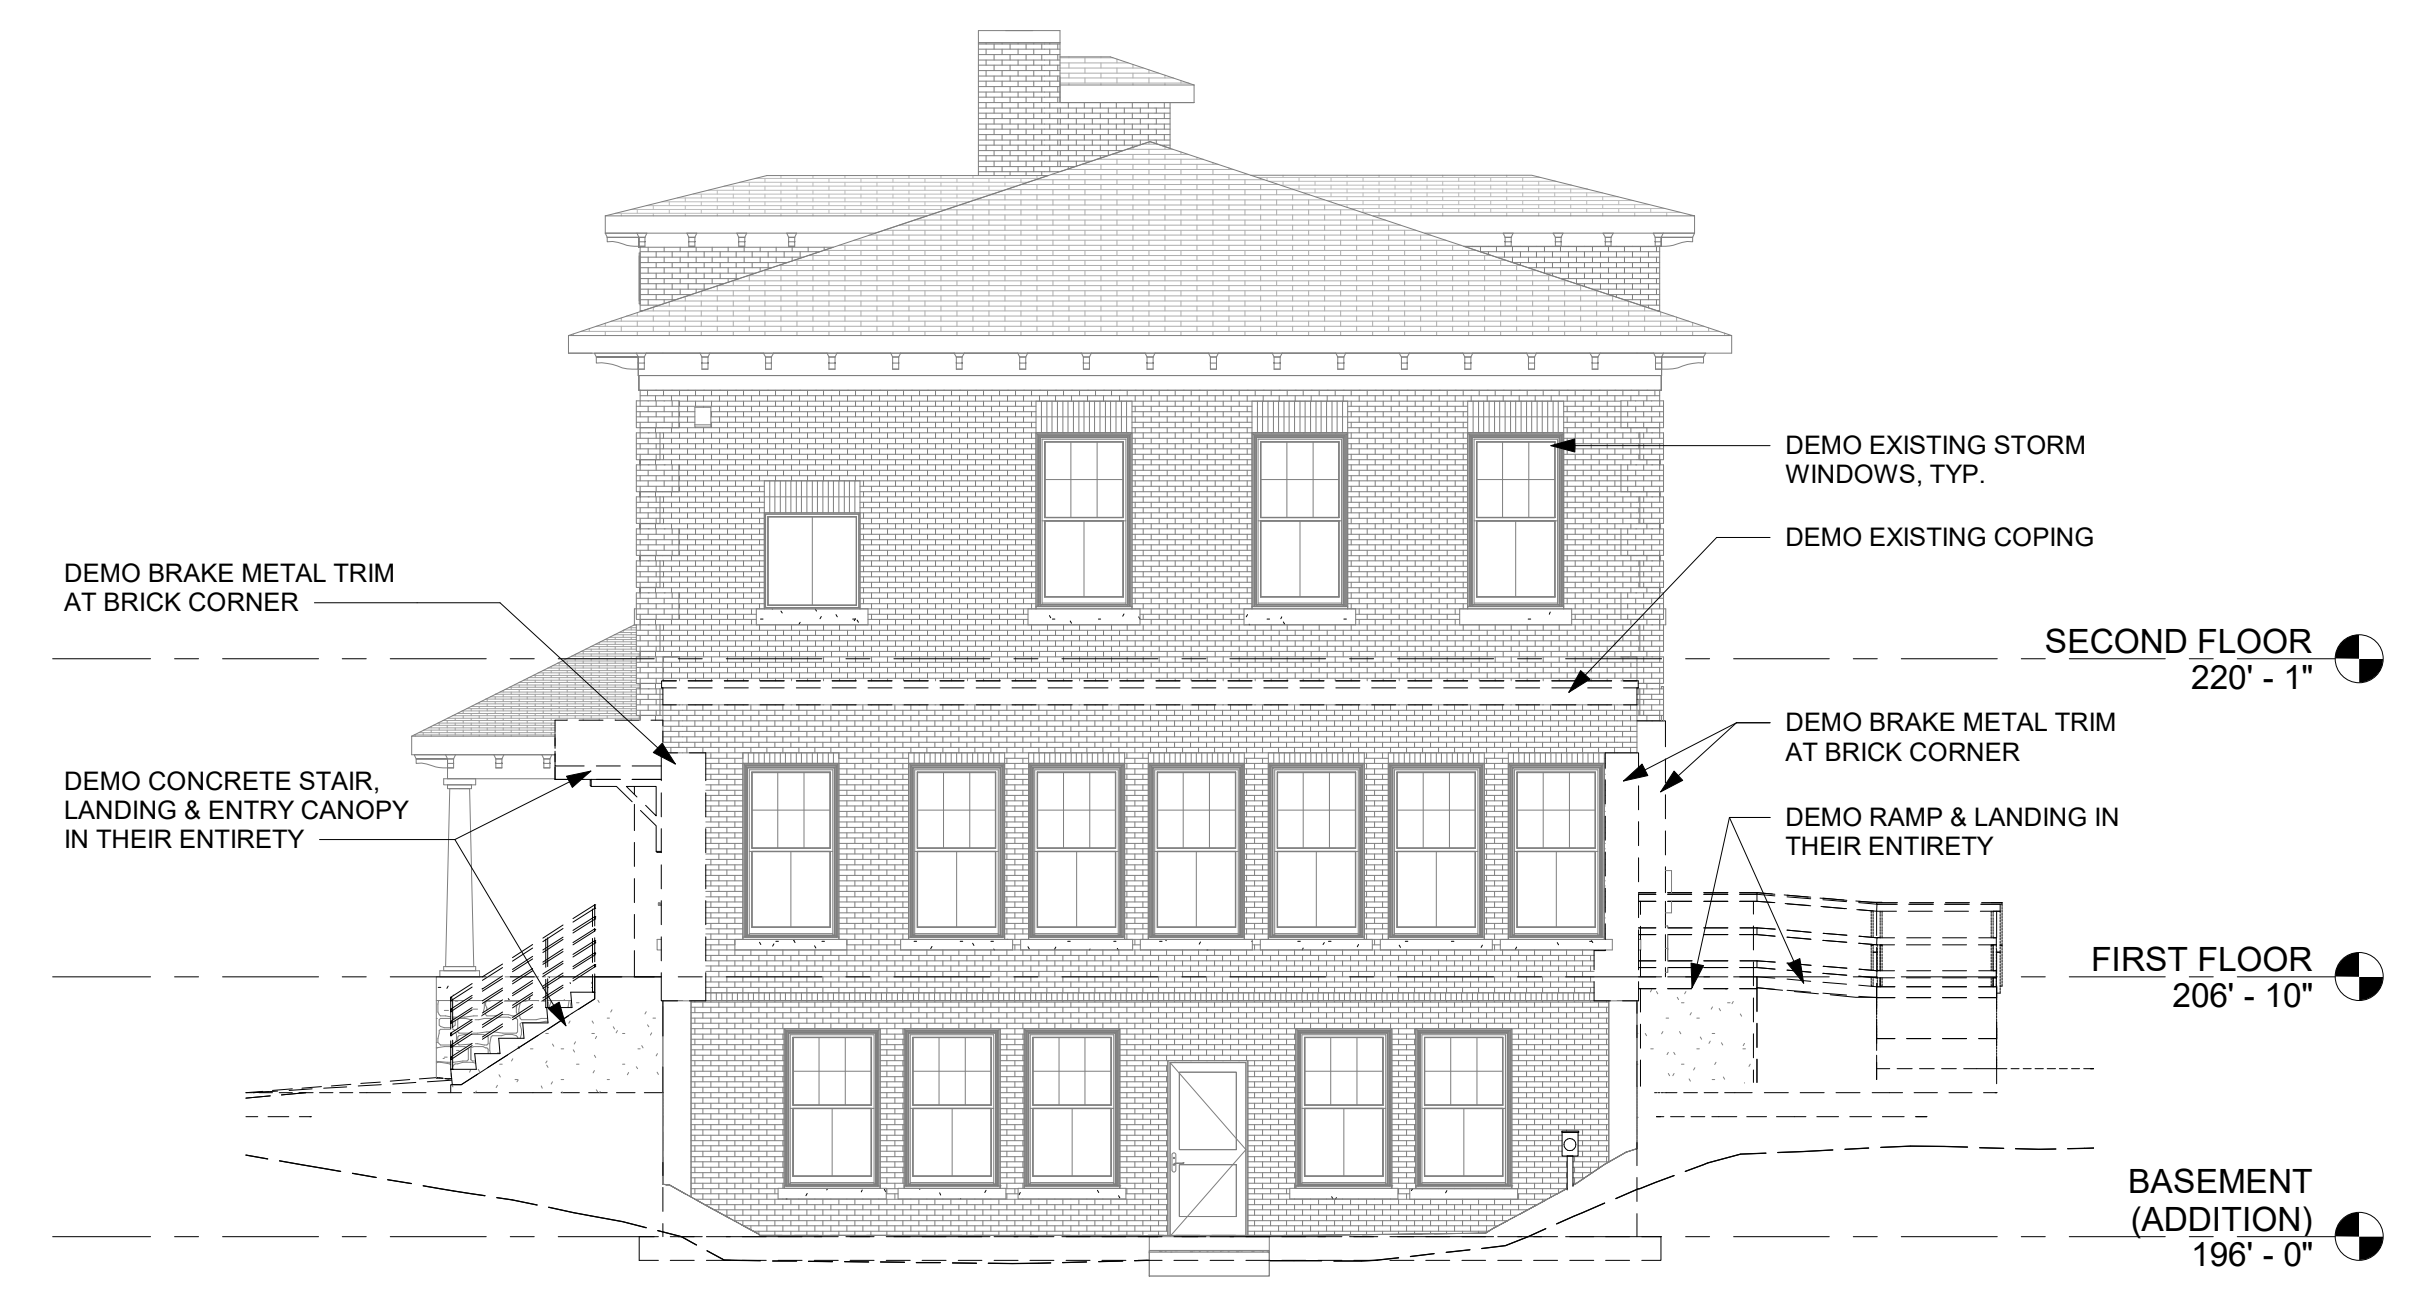 DEMO EXISTING STORM
WINDOWS, TYP.
DEMO EXISTING COPING
DEMO BRAKE METAL TRIM
AT BRICK CORNER
SECOND FLOOR
220' - 1"
DEMO BRAKE METAL TRIM
AT BRICK CORNER
DEMO CONCRETE STAIR,
LANDING & ENTRY CANOPY
IN THEIR ENTIRETY
DEMO RAMP & LANDING IN
THEIR ENTIRETY
FIRST FLOOR
206' - 10"
BASEMENT
(ADDITION)
196' - 0"